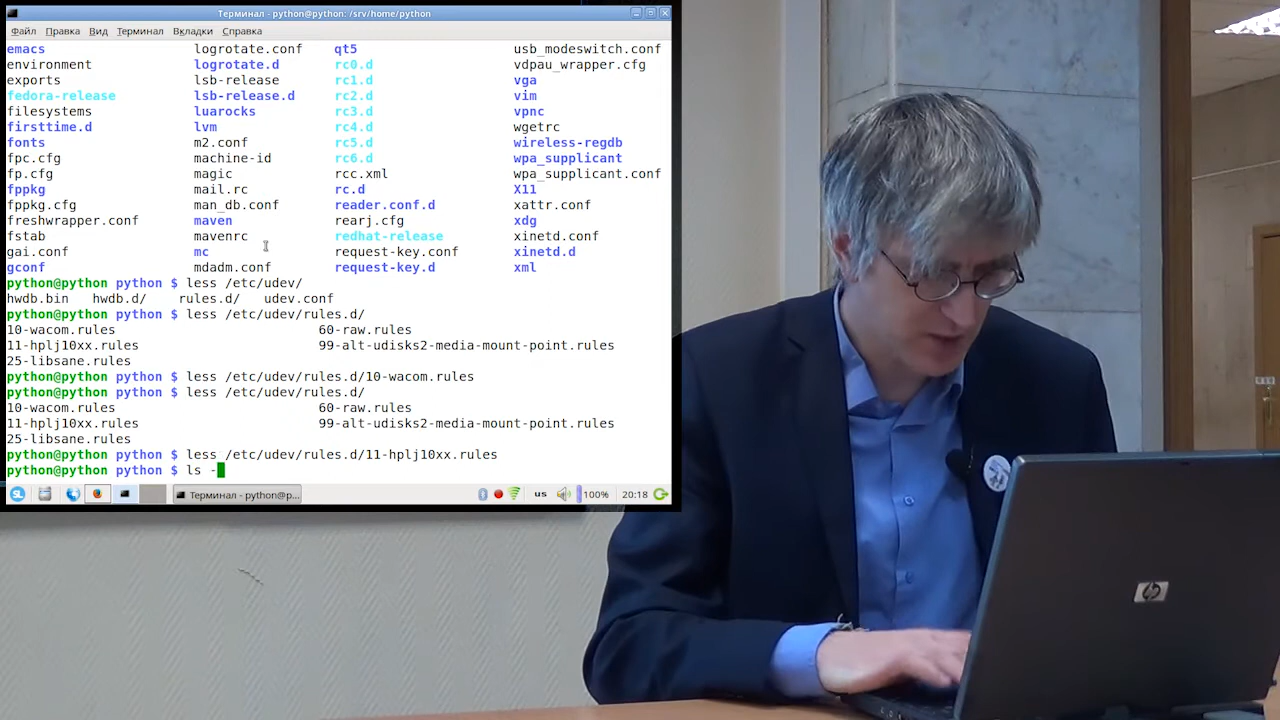 Терминал - python@python: /srv/home/python
Файл Правка Вид Терминал Вкладки Справка
emacs logrotate.conf qt5 usb_modeswitch.conf
environment logrotate.d rc0.d vdpau_wrapper.cfg
exports lsb-release rc1.d vga
fedora-release lsb-release.d rc2.d vim
filesystems luarocks rc3.d vpnc
firsttime.d lvm rc4.d wgetrc
fonts m2.conf rc5.d wireless-regdb
fpc.cfg machine-id rc6.d wpa_supplicant
fp.cfg magic rcc.xml wpa_supplicant.conf
fppkg mail.rc rc.d X11
fppkg.cfg man_db.conf reader.conf.d xattr.conf
freshwrapper.conf maven rearj.cfg xdg
fstab mavenrc redhat-release xinetd.conf
gai.conf mc request-key.conf xinetd.d
gconf mdadm.conf request-key.d xml
python@python python $ less /etc/udev/
hwdb.bin hwdb.d/ rules.d/ udev.conf
python@python python $ less /etc/udev/rules.d/
10-wacom.rules 60-raw.rules
11-hplj10xx.rules 99-alt-udisks2-media-mount-point.rules
25-libsane.rules
python@python python $ less /etc/udev/rules.d/10-wacom.rules
python@python python $ less /etc/udev/rules.d/
10-wacom.rules 60-raw.rules
11-hplj10xx.rules 99-alt-udisks2-media-mount-point.rules
25-libsane.rules
python@python python $ less /etc/udev/rules.d/11-hplj10xx.rules
python@python python $ ls -
Терминал - python@p... us 100% 20:18
hp